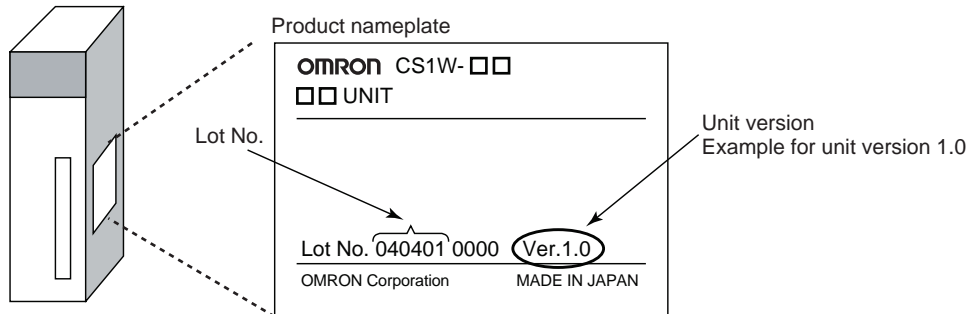 Product nameplate
OMRON CS1W-□□
□□ UNIT
Lot No.
Unit version
Example for unit version 1.0
Lot No. 040401 0000 Ver.1.0
OMRON Corporation MADE IN JAPAN